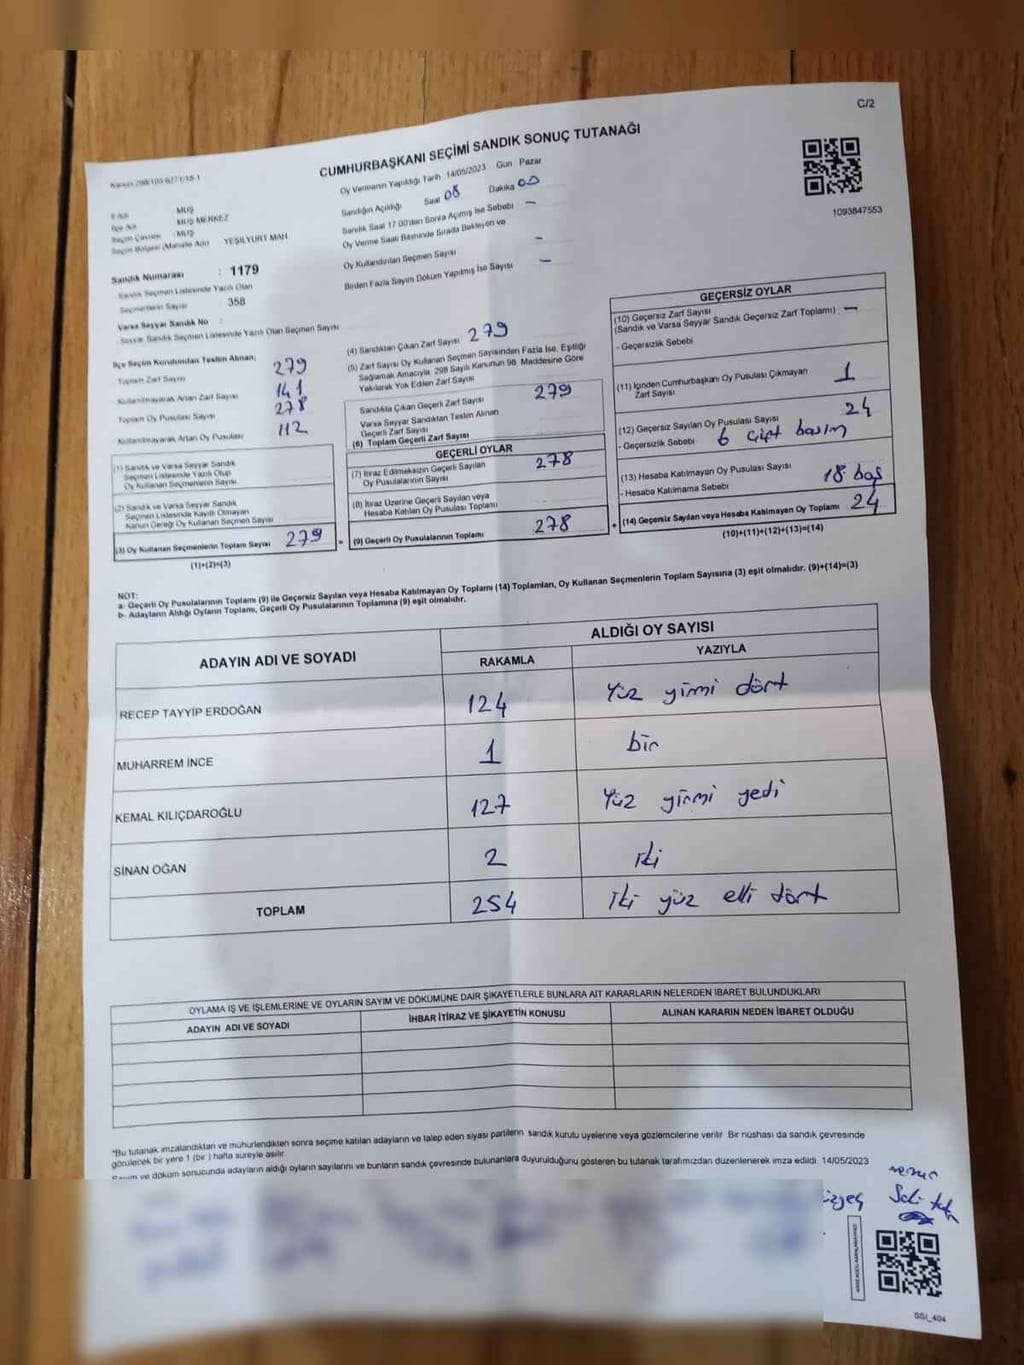 C/2
CUMHURBAŞKANI SEÇİMİ SANDIK SONUÇ TUTANAĞI
Oy Vermenin Yapıldığı Tarih 14/05/2023 Gün Pazar
Sandığın Açıldığı Saat 08 Dakika 00
Sandık Saat 17.00'den Sonra Açılmış İse Sebebi —
Oy Verme Saati Bitiminde Sırada Bekleyen ve
Oy Kullandırılan Seçmen Sayısı —
Birden Fazla Sayım Döküm Yapılmış İse Sayısı —
1093847553
İl Adı : MUŞ
İlçe Adı : MUŞ MERKEZ
Seçim Çevresi : MUŞ
Seçim Bölgesi (Mahalle Adı) YEŞİLYURT MAH
Sandık Numarası : 1179
Sandık Seçmen Listesinde Yazılı Olan
Seçmenlerin Sayısı 358
Varsa Seyyar Sandık No :
Seyyar Sandık Seçmen Listesinde Yazılı Olan Seçmen Sayısı
İlçe Seçim Kurulundan Teslim Alınan;
Toplam Zarf Sayısı 279
Kullanılmayarak Artan Zarf Sayısı 141
Toplam Oy Pusulası Sayısı 278
Kullanılmayarak Artan Oy Pusulası 112
(1) Sandık ve Varsa Seyyar Sandık
Seçmen Listesinde Yazılı Olup
Oy Kullanan Seçmenlerin Sayısı
(2) Sandık ve Varsa Seyyar Sandık
Seçmen Listesinde Kayıtlı Olmayan
Kanun Gereği Oy Kullanan Seçmen Sayısı
(3) Oy Kullanan Seçmenlerin Toplam Sayısı 279 =
(1)+(2)=(3)
(4) Sandıktan Çıkan Zarf Sayısı 279
(5) Zarf Sayısı Oy Kullanan Seçmen Sayısından Fazla İse, Eşitliği
Sağlamak Amacıyla, 298 Sayılı Kanunun 98. Maddesine Göre
Yakılarak Yok Edilen Zarf Sayısı
Sandıkta Çıkan Geçerli Zarf Sayısı 279
Varsa Seyyar Sandıktan Teslim Alınan
Geçerli Zarf Sayısı
(6) Toplam Geçerli Zarf Sayısı
GEÇERLİ OYLAR
(7) İtiraz Edilmeksizin Geçerli Sayılan
Oy Pusulasının Sayısı 278
(8) İtiraz Üzerine Geçerli Sayılan veya
Hesaba Katılan Oy Pusulası Toplamı
(9) Geçerli Oy Pusulalarının Toplamı 278 +
GEÇERSİZ OYLAR
(10) Geçersiz Zarf Sayısı
(Sandık ve Varsa Seyyar Sandık Geçersiz Zarf Toplamı) —
- Geçersizlik Sebebi
(11) İçinden Cumhurbaşkanı Oy Pusulası Çıkmayan
Zarf Sayısı 1
(12) Geçersiz Sayılan Oy Pusulası Sayısı 24
- Geçersizlik Sebebi 6 çift basım
(13) Hesaba Katılmayan Oy Pusulası Sayısı
- Hesaba Katılmama Sebebi 18 boş
(14) Geçersiz Sayılan veya Hesaba Katılmayan Oy Toplamı 24
(10)+(11)+(12)+(13)=(14)
NOT:
a- Geçerli Oy Pusulalarının Toplamı (9) ile Geçersiz Sayılan veya Hesaba Katılmayan Oy Toplamı (14) Toplamları, Oy Kullanan Seçmenlerin Toplam Sayısına (3) eşit olmalıdır. (9)+(14)=(3)
b- Adayların Aldığı Oyların Toplamı, Geçerli Oy Pusulalarının Toplamına (9) eşit olmalıdır.
ADAYIN ADI VE SOYADI ALDIĞI OY SAYISI
RAKAMLA YAZIYLA
RECEP TAYYİP ERDOĞAN 124 Yüz yirmi dört
MUHARREM İNCE 1 bir
KEMAL KILIÇDAROĞLU 127 Yüz yirmi yedi
SİNAN OĞAN 2 iki
TOPLAM 254 iki yüz elli dört
OYLAMA İŞ VE İŞLEMLERİNE VE OYLARIN SAYIM VE DÖKÜMÜNE DAİR ŞİKAYETLERLE BUNLARA AİT KARARLARIN NELERDEN İBARET BULUNDUKLARI
ADAYIN ADI VE SOYADI İHBAR İTİRAZ VE ŞİKAYETİN KONUSU ALINAN KARARIN NEDEN İBARET OLDUĞU
*Bu tutanak imzalandıktan ve mühürlendikten sonra seçime katılan adayların ve talep eden siyasi partilerin sandık kurulu üyelerine veya gözlemcilerine verilir. Bir nüshası da sandık çevresinde
görülecek bir yere 1 (bir ) hafta süreyle asılır.
Sayım ve döküm sonucunda adayların aldığı oyların sayılarını ve bunların sandık çevresinde bulunanlara duyurulduğunu gösteren bu tutanak tarafımızdan düzenlenerek imza edildi. 14/05/2023
SSI_404